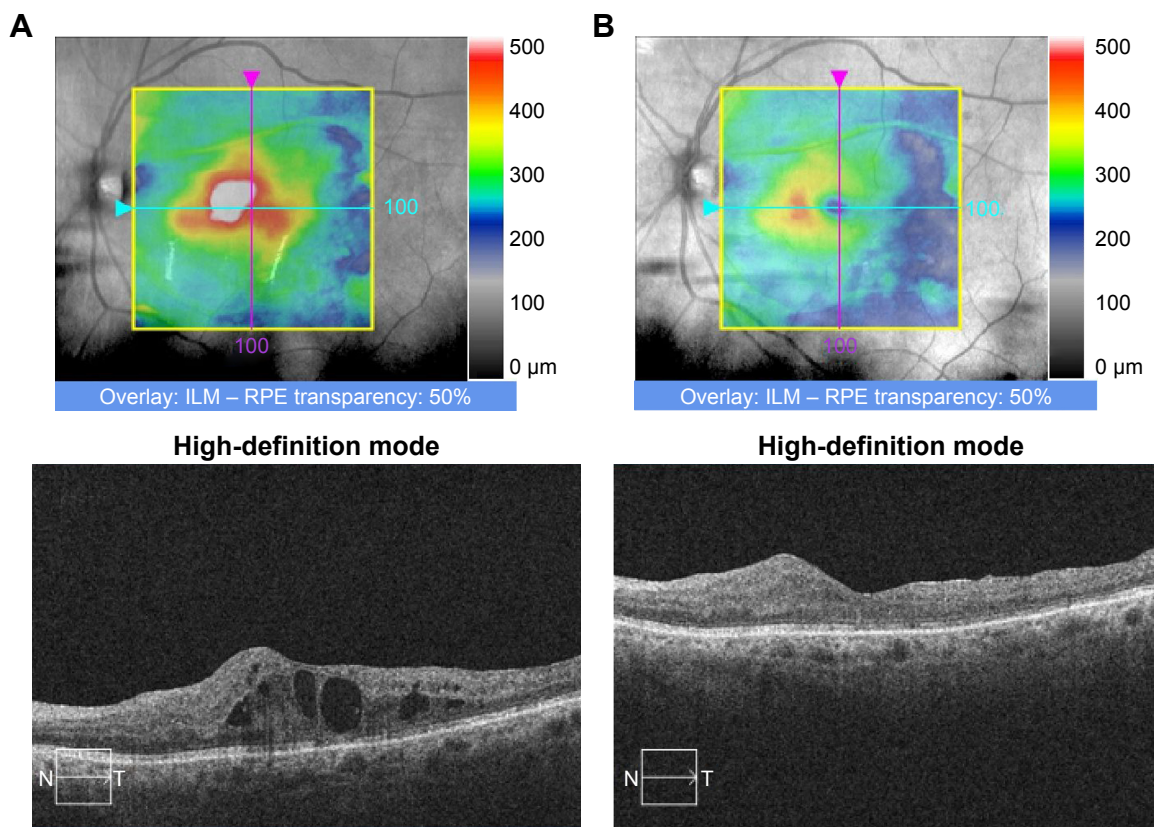 A
500
400
300
200
100
0 µm
100
100
Overlay: ILM – RPE transparency: 50%
High-definition mode
N
T
B
500
400
300
200
100
0 µm
100
100
Overlay: ILM – RPE transparency: 50%
High-definition mode
N
T